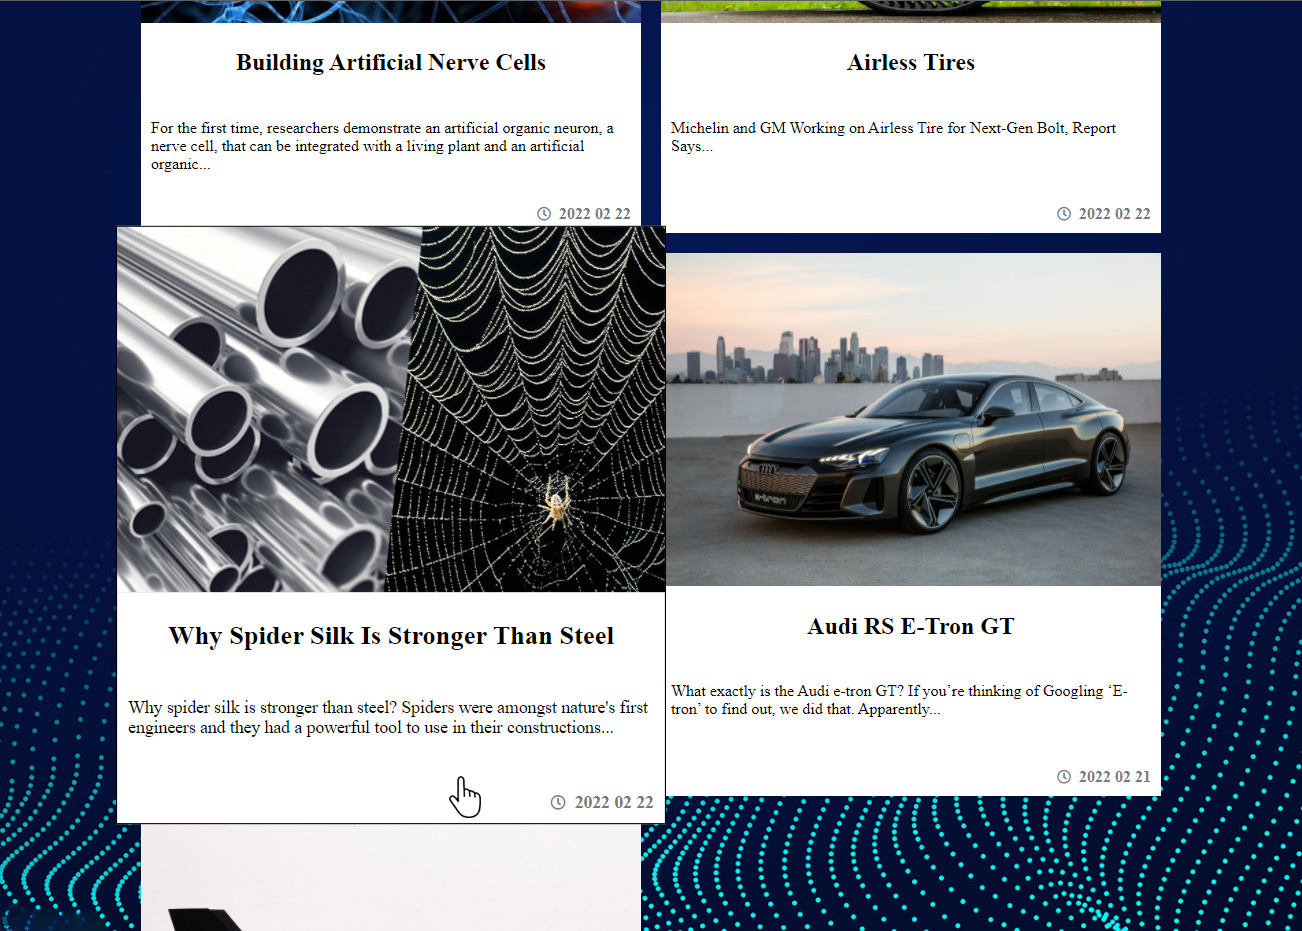 Building Artificial Nerve Cells
For the first time, researchers demonstrate an artificial organic neuron, a
nerve cell, that can be integrated with a living plant and an artificial
organic...
2022 02 22
Airless Tires
Michelin and GM Working on Airless Tire for Next-Gen Bolt, Report
Says...
2022 02 22
Why Spider Silk Is Stronger Than Steel
Why spider silk is stronger than steel? Spiders were amongst nature's first
engineers and they had a powerful tool to use in their constructions...
2022 02 22
e-tron
Audi RS E-Tron GT
What exactly is the Audi e-tron GT? If you’re thinking of Googling ‘E-
tron’ to find out, we did that. Apparently...
2022 02 21